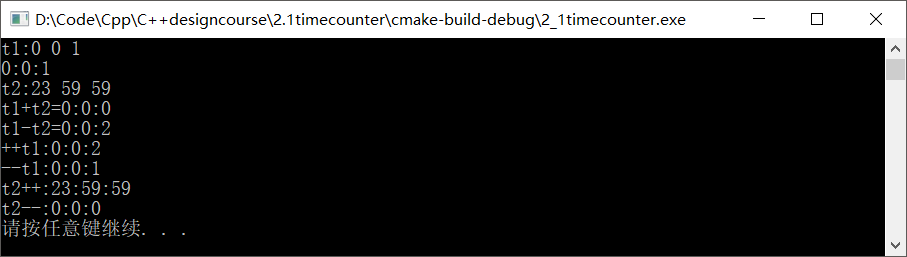 D:\Code\Cpp\C++designcourse\2.1timecounter\cmake-build-debug\2_1timecounter.exe
t1:0 0 1
0:0:1
t2:23 59 59
t1+t2=0:0:0
t1-t2=0:0:2
++t1:0:0:2
--t1:0:0:1
t2++:23:59:59
t2--:0:0:0
请按任意键继续. . .